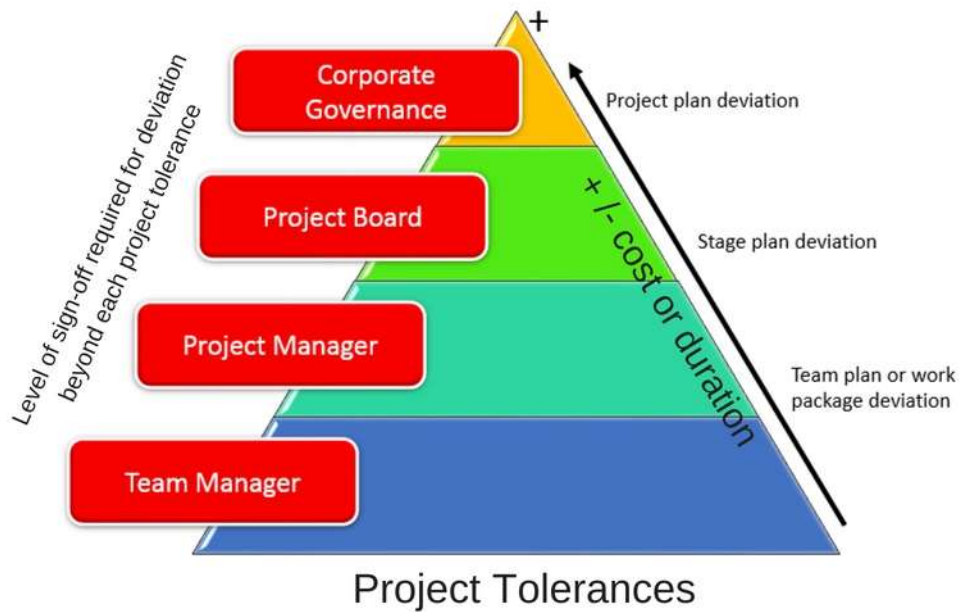 +
Corporate
Governance
Project plan deviation
Level of sign-off required for deviation
beyond each project tolerance
Project Board
+ /- cost or duration
Stage plan deviation
Project Manager
Team plan or work
package deviation
Team Manager
Project Tolerances